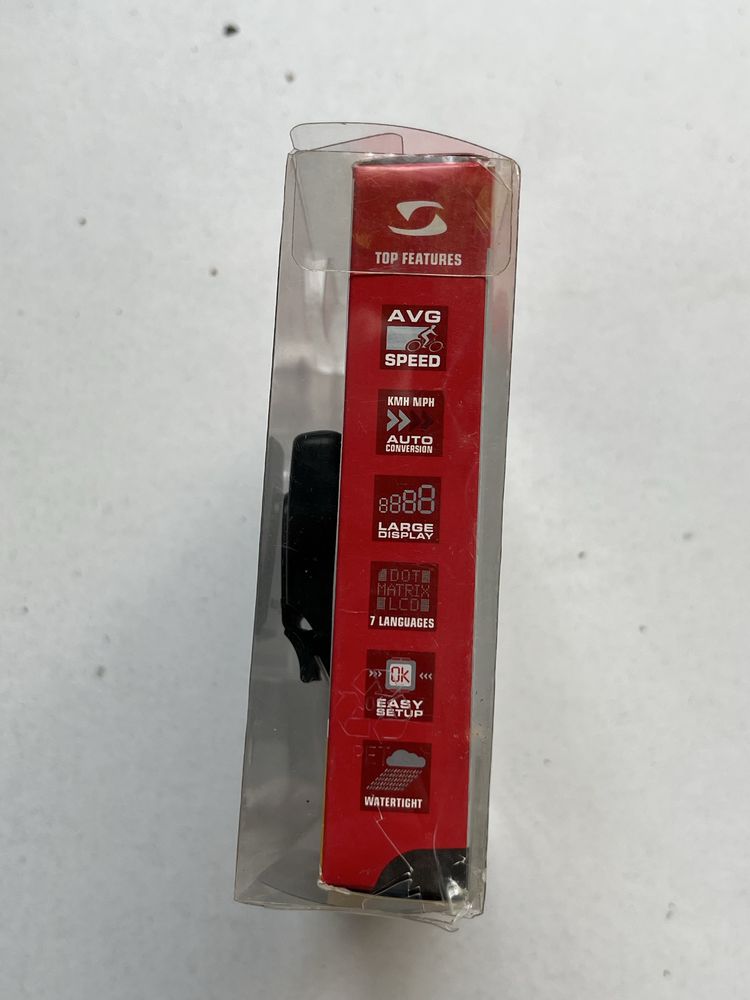 TOP FEATURES
AVG
SPEED
KMH MPH
AUTO
CONVERSION
8888
LARGE
DISPLAY
DOT
MATRIX
LCD
7 LANGUAGES
OK
EASY
SETUP
PET
WATERTIGHT